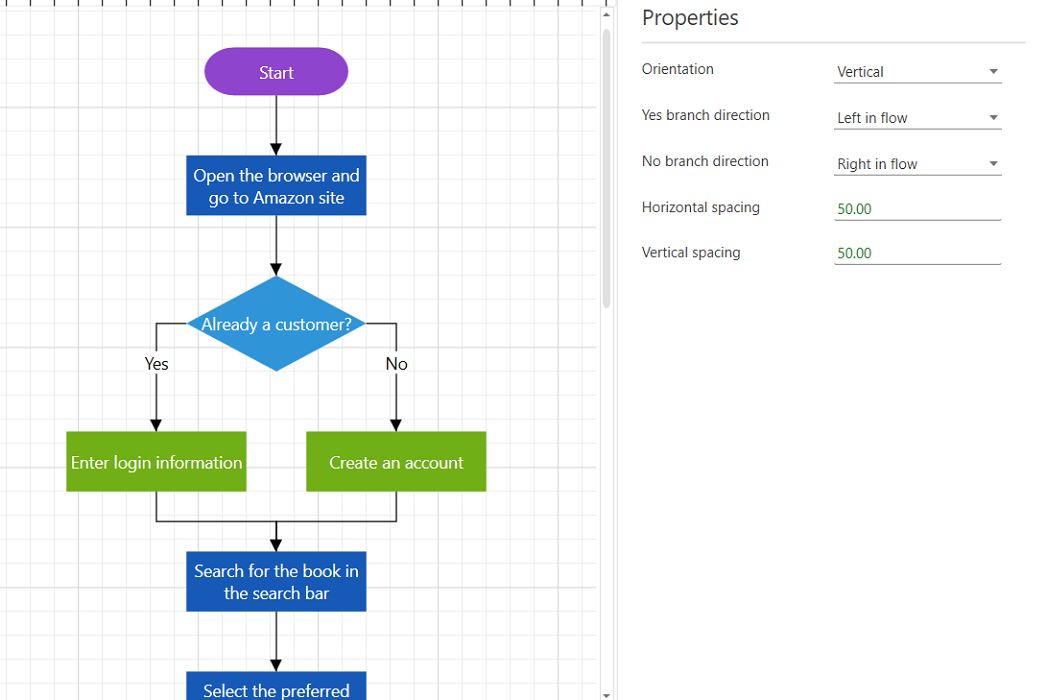 Start
Open the browser and
go to Amazon site
Already a customer?
Yes
No
Enter login information
Create an account
Search for the book in
the search bar
Select the preferred
Properties
Orientation
Vertical
Yes branch direction
Left in flow
No branch direction
Right in flow
Horizontal spacing
50.00
Vertical spacing
50.00